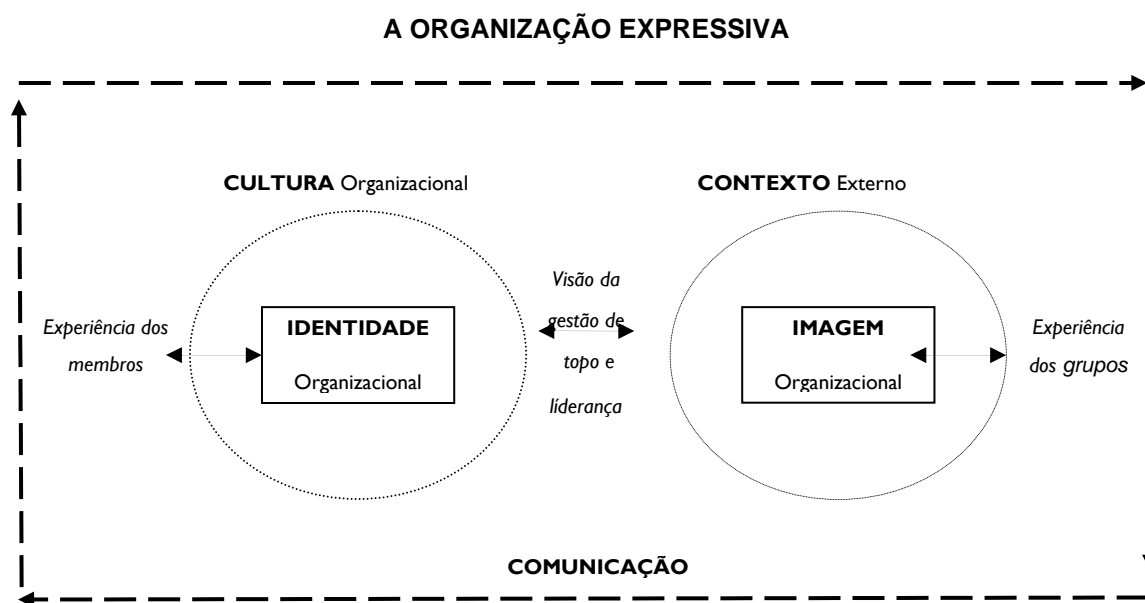 A ORGANIZAÇÃO EXPRESSIVA
CULTURA Organizacional
CONTEXTO Externo
Experiência dos
membros
IDENTIDADE
Organizacional
Visão da
gestão de
topo e
líderança
IMAGEM
Organizacional
Experiência
dos grupos
COMUNICAÇÃO